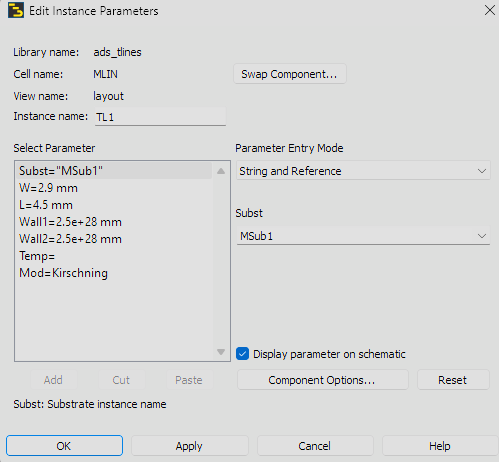 Edit Instance Parameters
Library name: ads_tlines
Cell name: MLIN Swap Component...
View name: layout
Instance name: TL1
Select Parameter
Subst="MSub1"
W=2.9 mm
L=4.5 mm
Wall1=2.5e+28 mm
Wall2=2.5e+28 mm
Temp=
Mod=Kirschning
Add Cut Paste
Parameter Entry Mode
String and Reference
Subst
MSub1
Display parameter on schematic
Component Options... Reset
Subst: Substrate instance name
OK Apply Cancel Help